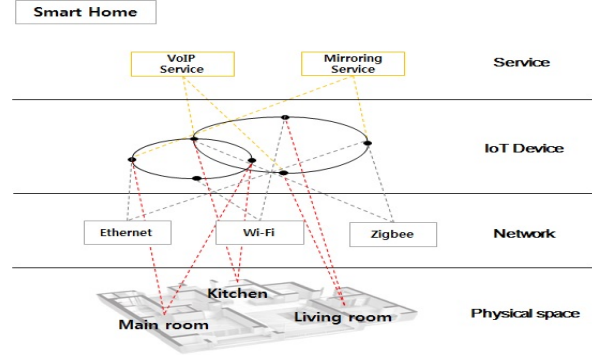 Smart Home
VoIP
Service
Mirroring
Service
Service
IoT Device
Ethernet
Wi-Fi
Zigbee
Network
Kitchen
Main room
Living room
Physical space